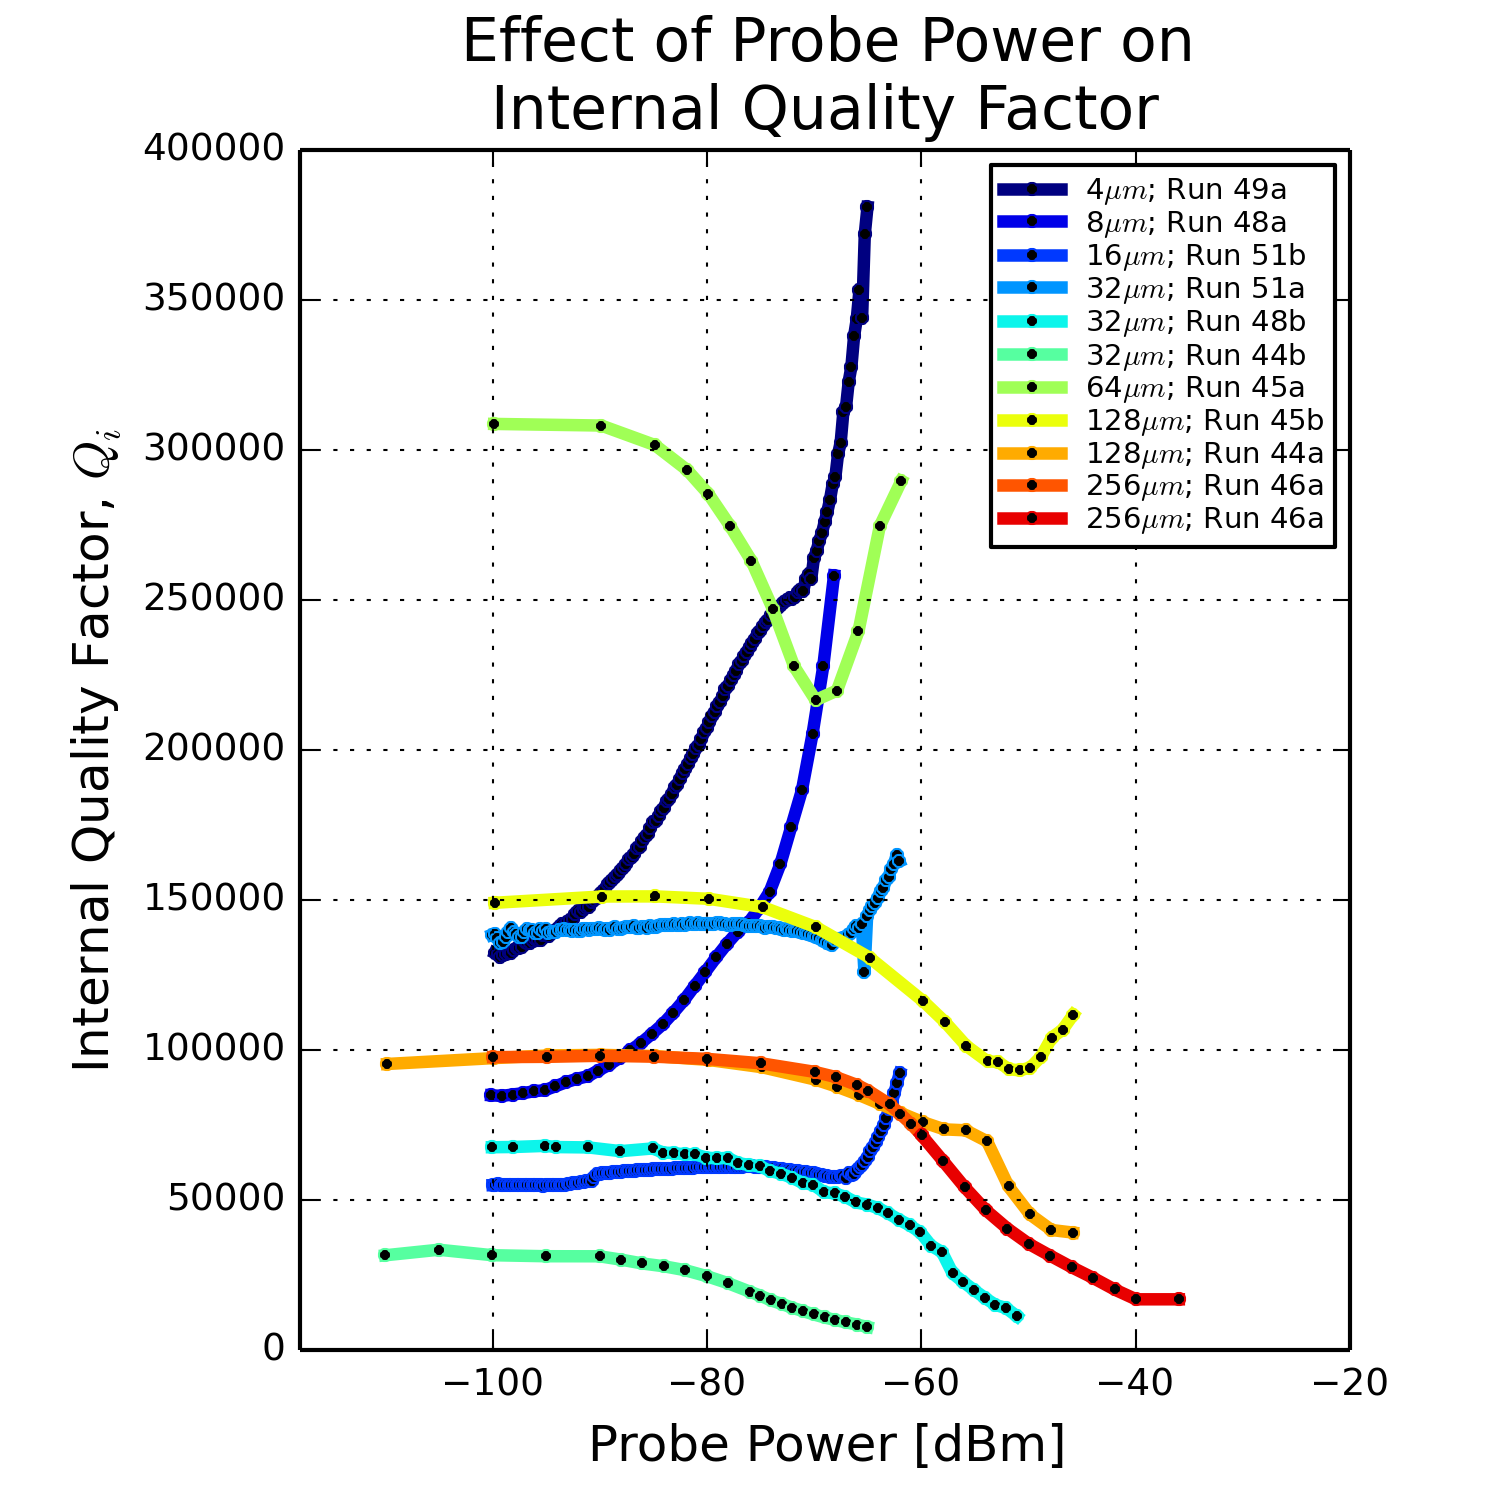 Effect of Probe Power on
Internal Quality Factor
400000
350000
300000
250000
200000
150000
100000
50000
0
Internal Quality Factor, Qᵢ
4μm; Run 49a
8μm; Run 48a
16μm; Run 51b
32μm; Run 51a
32μm; Run 48b
32μm; Run 44b
64μm; Run 45a
128μm; Run 45b
128μm; Run 44a
256μm; Run 46a
256μm; Run 46a
−100 −80 −60 −40 −20
Probe Power [dBm]